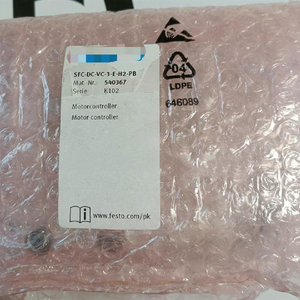 SFC-DC-VC-3-E-H2-PB
Mat. Nr. 540367
Serie E102
Motorcontroller
Motor controller
www.festo.com/pk
04
LDPE
646089